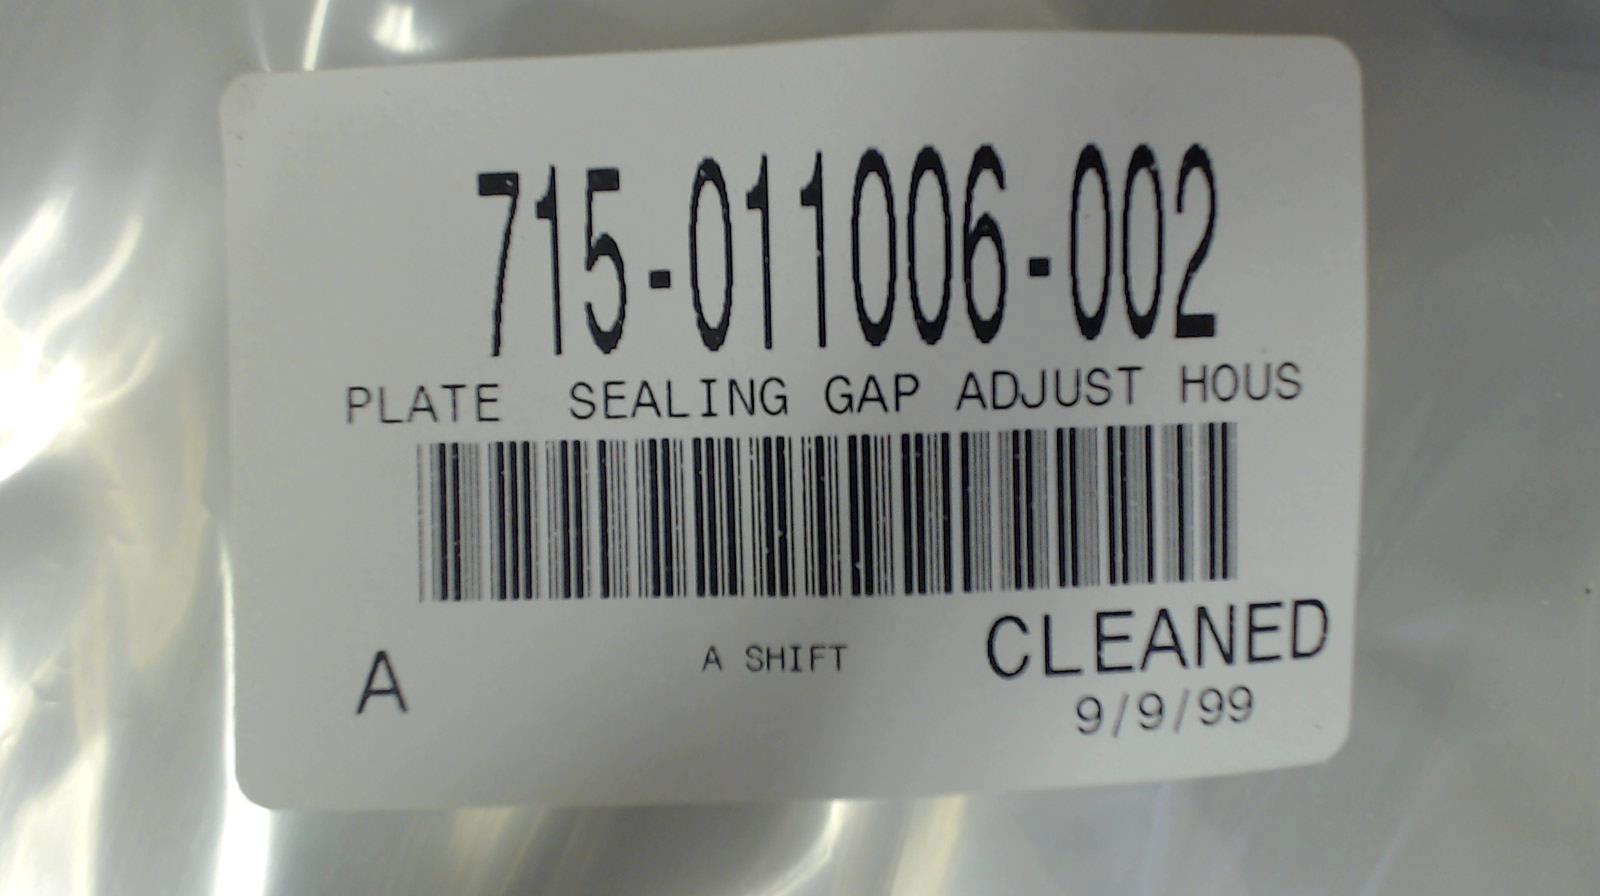 715-011006-002
PLATE  SEALING GAP ADJUST HOUS
A SHIFT
A
CLEANED
9/9/99